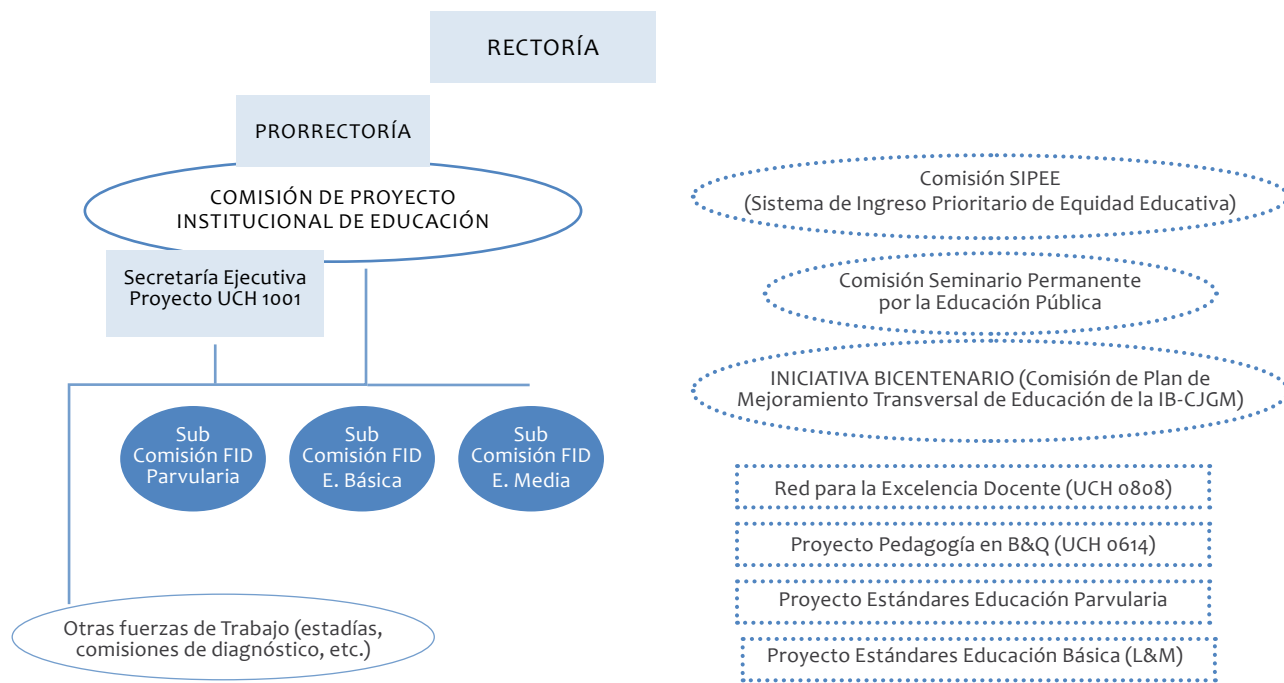 RECTORÍA
PRORRECTORÍA
COMISIÓN DE PROYECTO
INSTITUCIONAL DE EDUCACIÓN
Secretaría Ejecutiva
Proyecto UCH 1001
Sub
Comisión FID
Parvularia
Sub
Comisión FID
E. Básica
Sub
Comisión FID
E. Media
Otras fuerzas de Trabajo (estadías,
comisiones de diagnóstico, etc.)
Comisión SIPEE
(Sistema de Ingreso Prioritario de Equidad Educativa)
Comisión Seminario Permanente
por la Educación Pública
INICIATIVA BICENTENARIO (Comisión de Plan de
Mejoramiento Transversal de Educación de la IB-CJGM)
Red para la Excelencia Docente (UCH 0808)
Proyecto Pedagogía en B&Q (UCH 0614)
Proyecto Estándares Educación Parvularia
Proyecto Estándares Educación Básica (L&M)